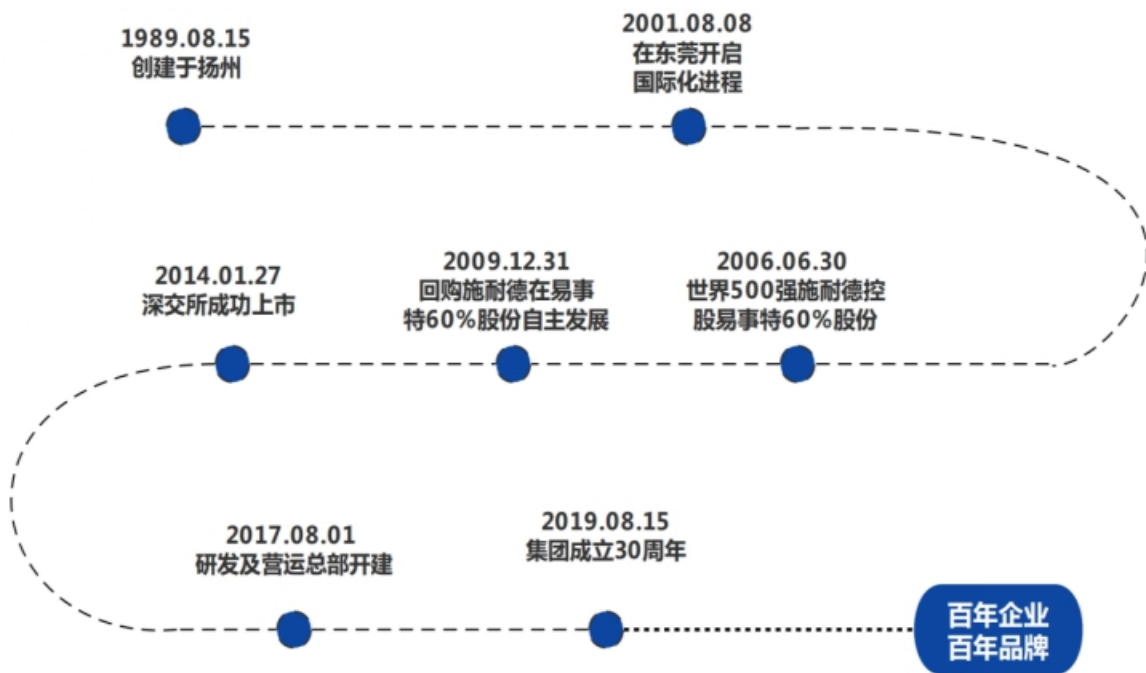 1989.08.15
创建于扬州
2001.08.08
在东莞开启
国际化进程
2006.06.30
世界500强施耐德控
股易事特60%股份
2009.12.31
回购施耐德在易事
特60%股份自主发展
2014.01.27
深交所成功上市
2017.08.01
研发及营运总部开建
2019.08.15
集团成立30周年
百年企业
百年品牌